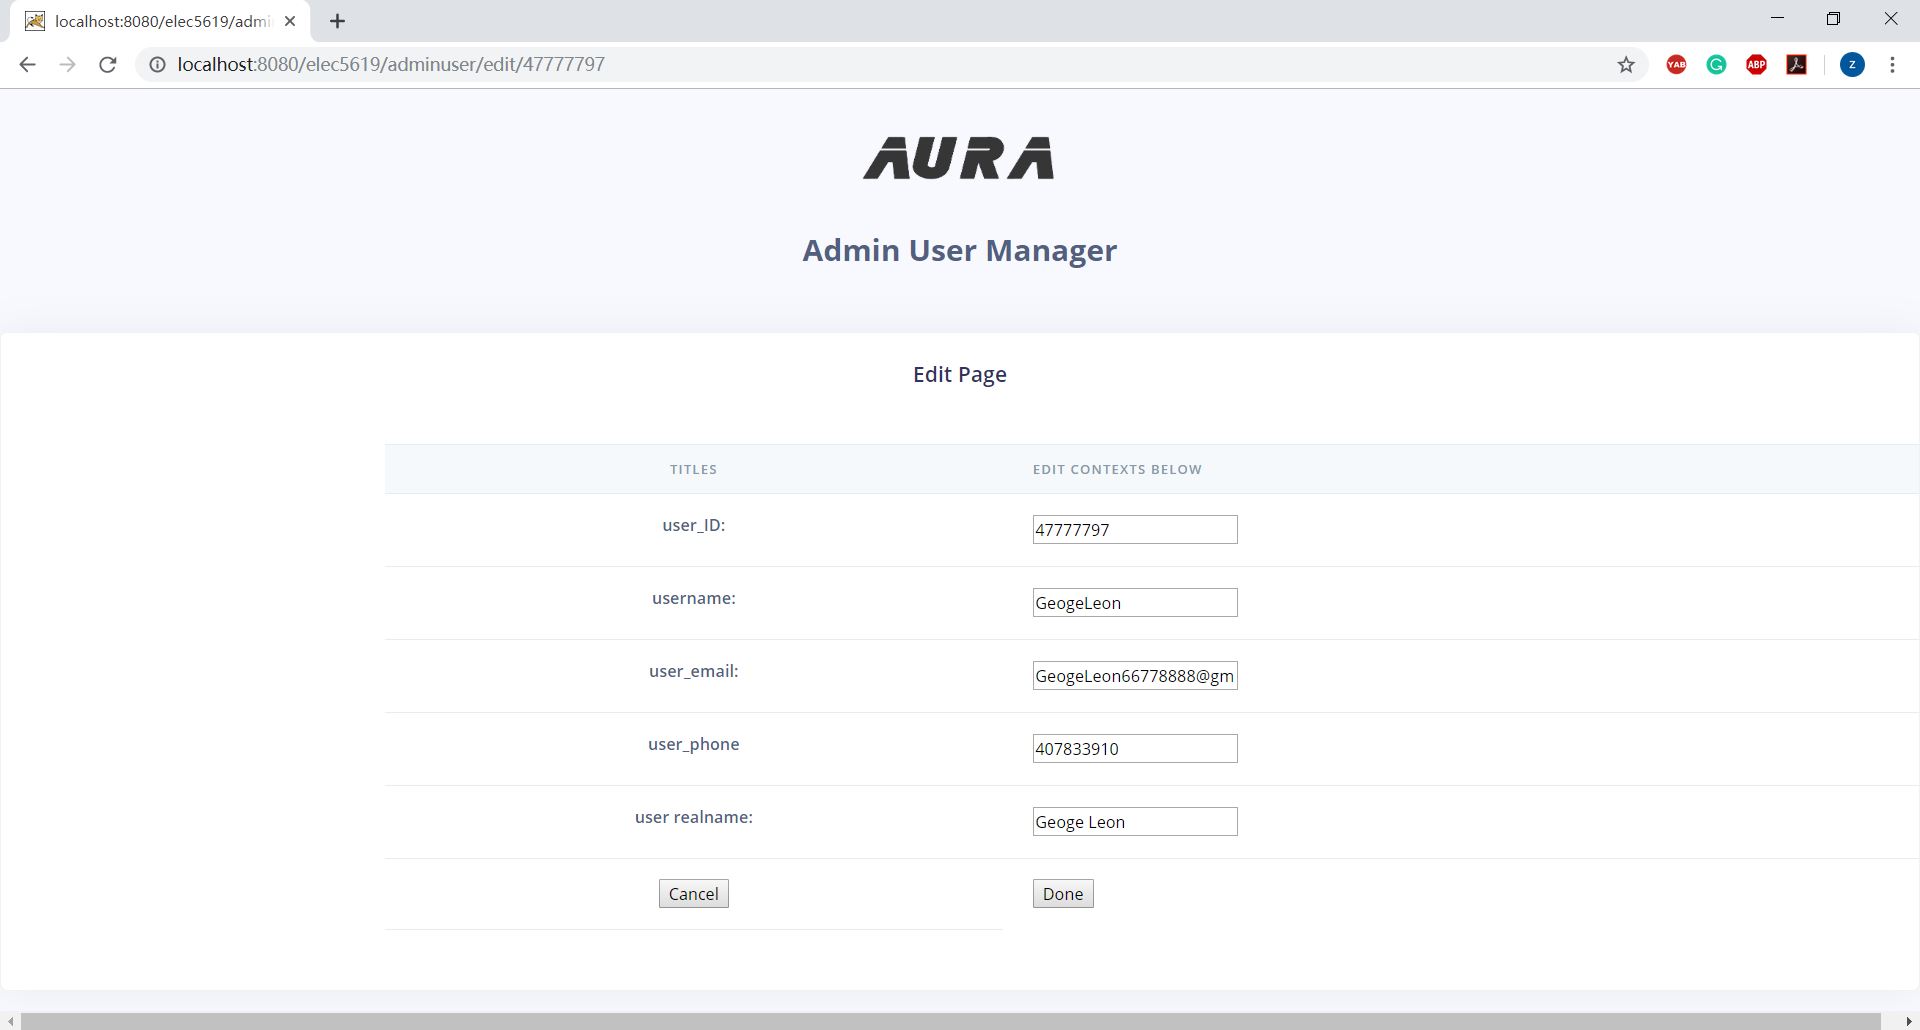 localhost:8080/elec5619/admi
localhost:8080/elec5619/adminuser/edit/47777797
YAB
G
ABP
Z
AURA
Admin User Manager
Edit Page
TITLES EDIT CONTEXTS BELOW
user_ID: 47777797
username: GeogeLeon
user_email: GeogeLeon66778888@gm
user_phone 407833910
user realname: Geoge Leon
Cancel Done